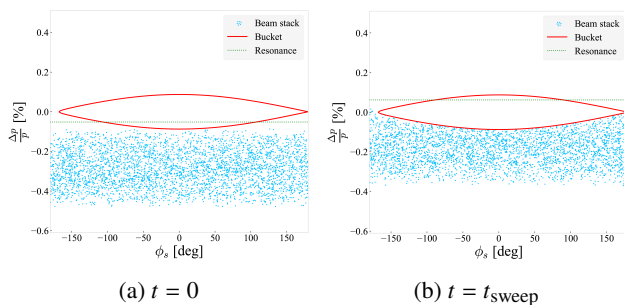 Beam stack
Bucket
Resonance
0.4
0.2
0.0
−0.2
−0.4
−0.6
Δp/p [%]
−150 −100 −50 0 50 100 150
ϕs [deg]
(a) t = 0
Beam stack
Bucket
Resonance
0.4
0.2
0.0
−0.2
−0.4
−0.6
Δp/p [%]
−150 −100 −50 0 50 100 150
ϕs [deg]
(b) t = tsweep